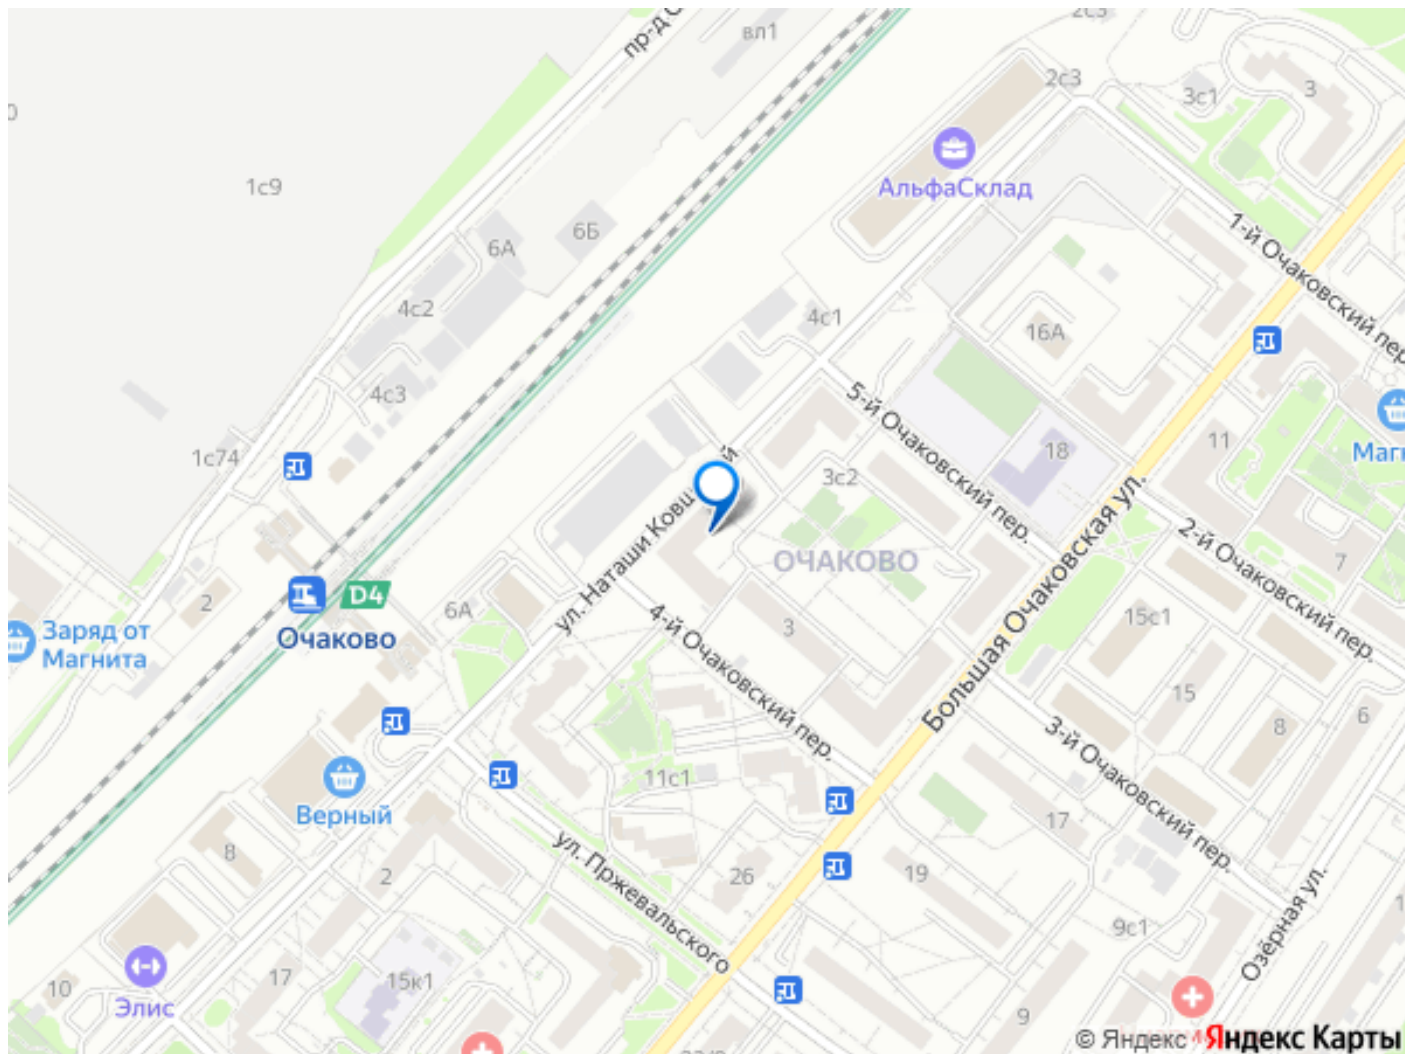 2с3
вл1
пр-д
2с3
3с1
3
0
АльфаСклад
1с9
1-й Очаковский пер.
6Б
6А
4с2
4с1
16А
4с3
5-й Очаковский пер.
11
18
Магн
1с74
3с2
ул. Наташи Ковш
й
ОЧАКОВО
2-й Очаковский пер.
7
D4
Очаково
2
6А
4-й Очаковский пер.
3
Большая Очаковская ул.
15с1
Заряд от
Магнита
15
6
8
3-й Очаковский пер.
11с1
Верный
17
8
2
ул. Пржевальского
26
19
Озёрная ул.
9с1
17
15к1
10
Элис
9
© Яндекс Яндекс Карты